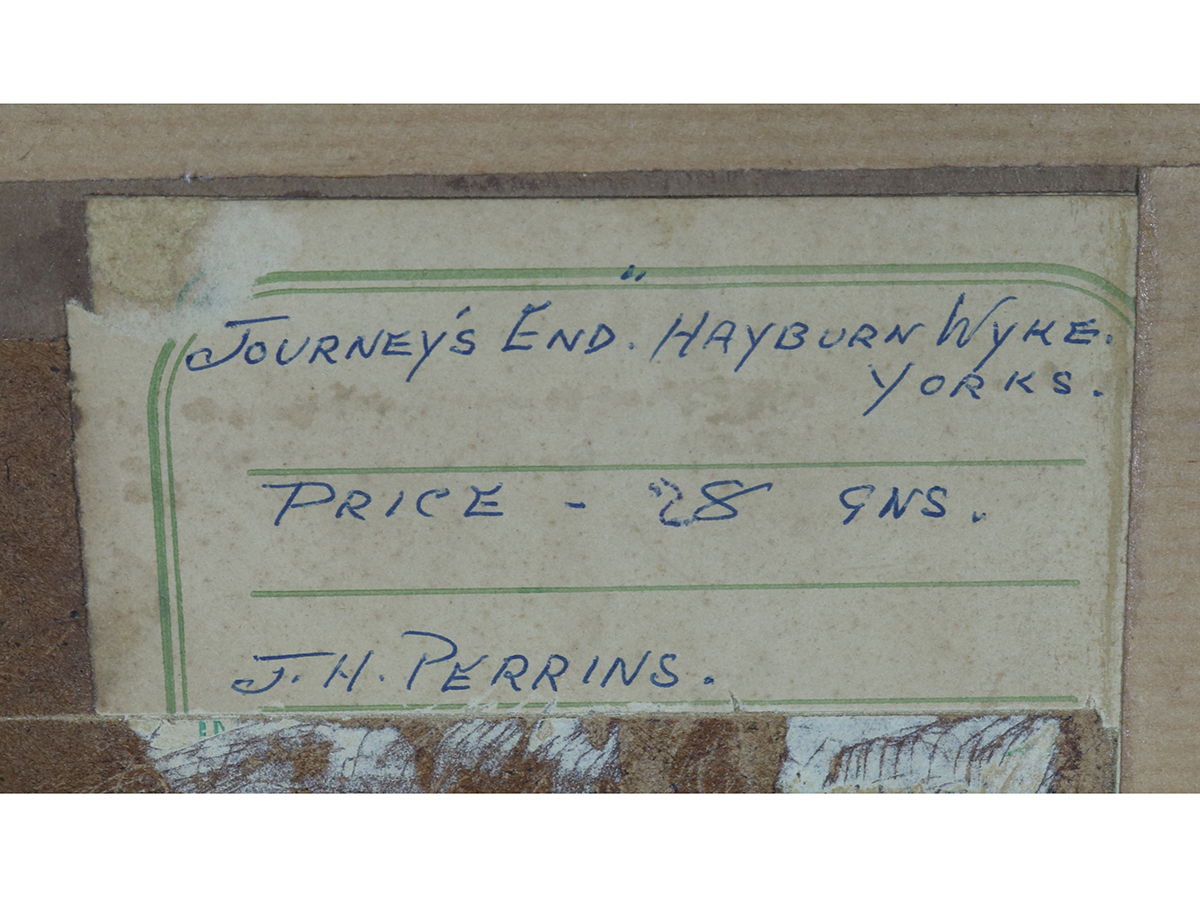 JOURNEY'S END". HAYBURN WYKE.
YORKS.
PRICE - 28 GNS.
J.H. PERRINS.